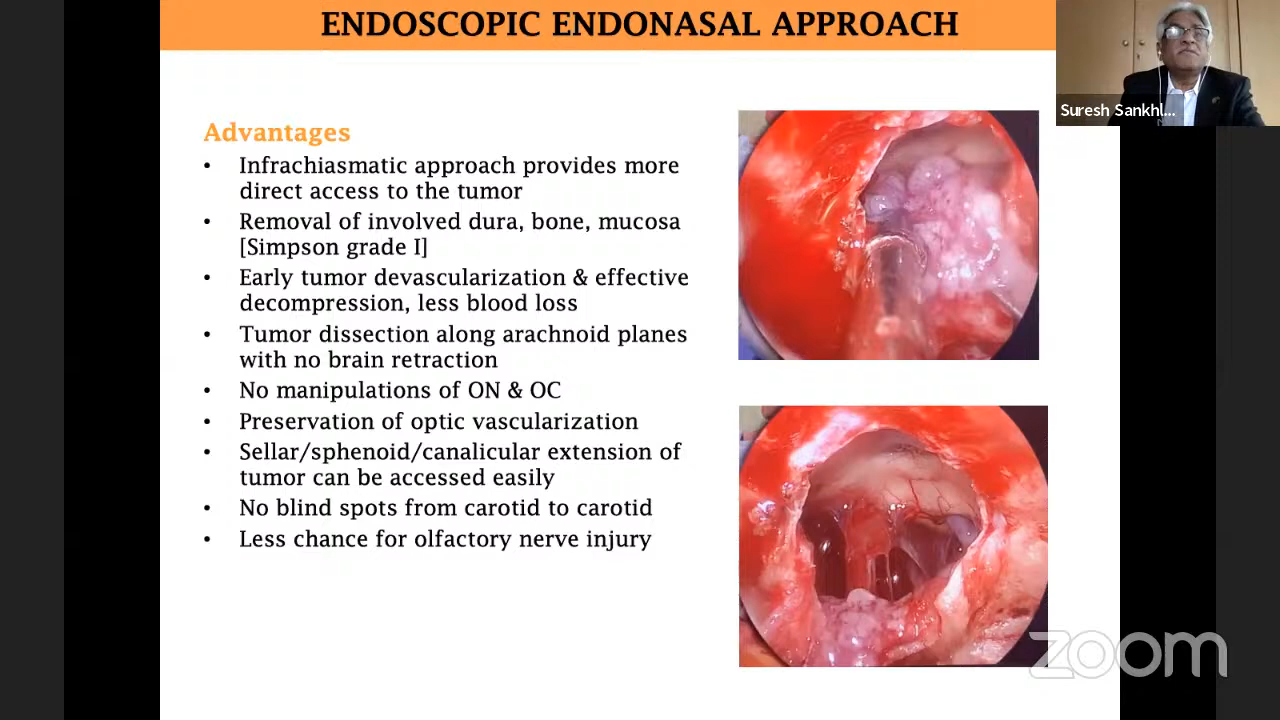 ENDOSCOPIC ENDONASAL APPROACH
Suresh Sankhl...
Advantages
• Infrachiasmatic approach provides more
direct access to the tumor
• Removal of involved dura, bone, mucosa
[Simpson grade I]
• Early tumor devascularization & effective
decompression, less blood loss
• Tumor dissection along arachnoid planes
with no brain retraction
• No manipulations of ON & OC
• Preservation of optic vascularization
• Sellar/sphenoid/canalicular extension of
tumor can be accessed easily
• No blind spots from carotid to carotid
• Less chance for olfactory nerve injury
zoom